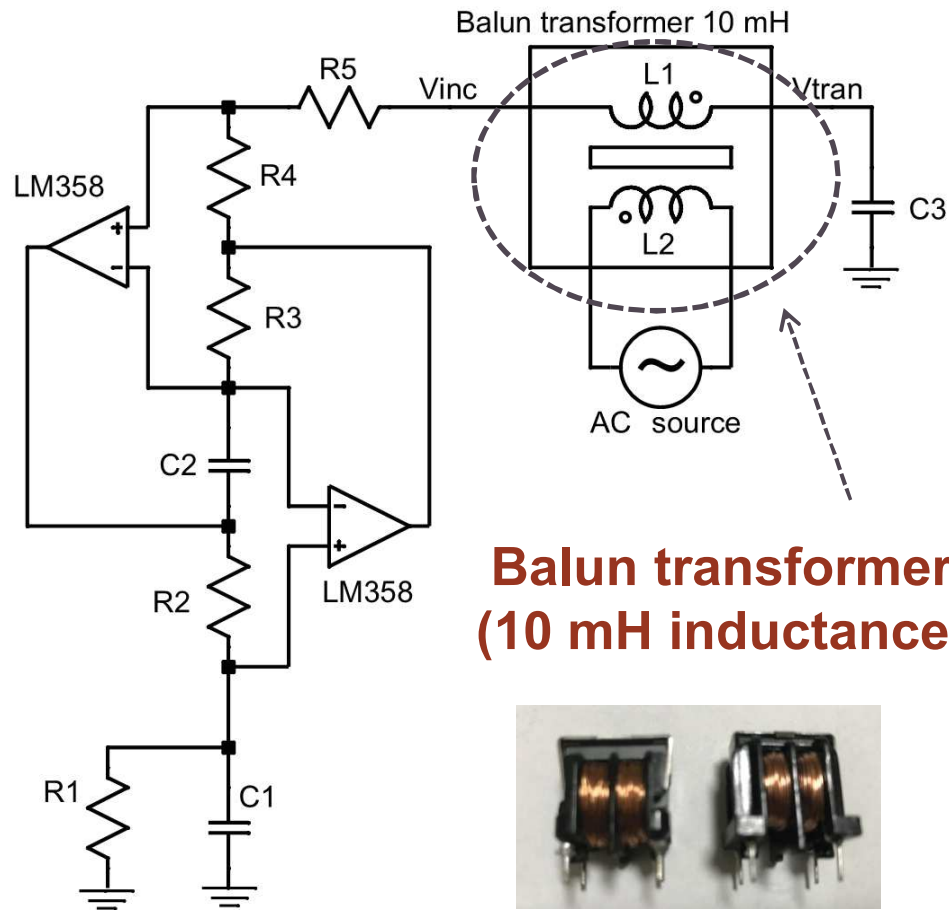 Balun transformer 10 mH
R5
Vinc
L1
Vtran
LM358
R4
+
-
L2
C3
R3
AC source
C2
-
+
LM358
R2
Balun transformer
(10 mH inductance
R1
C1